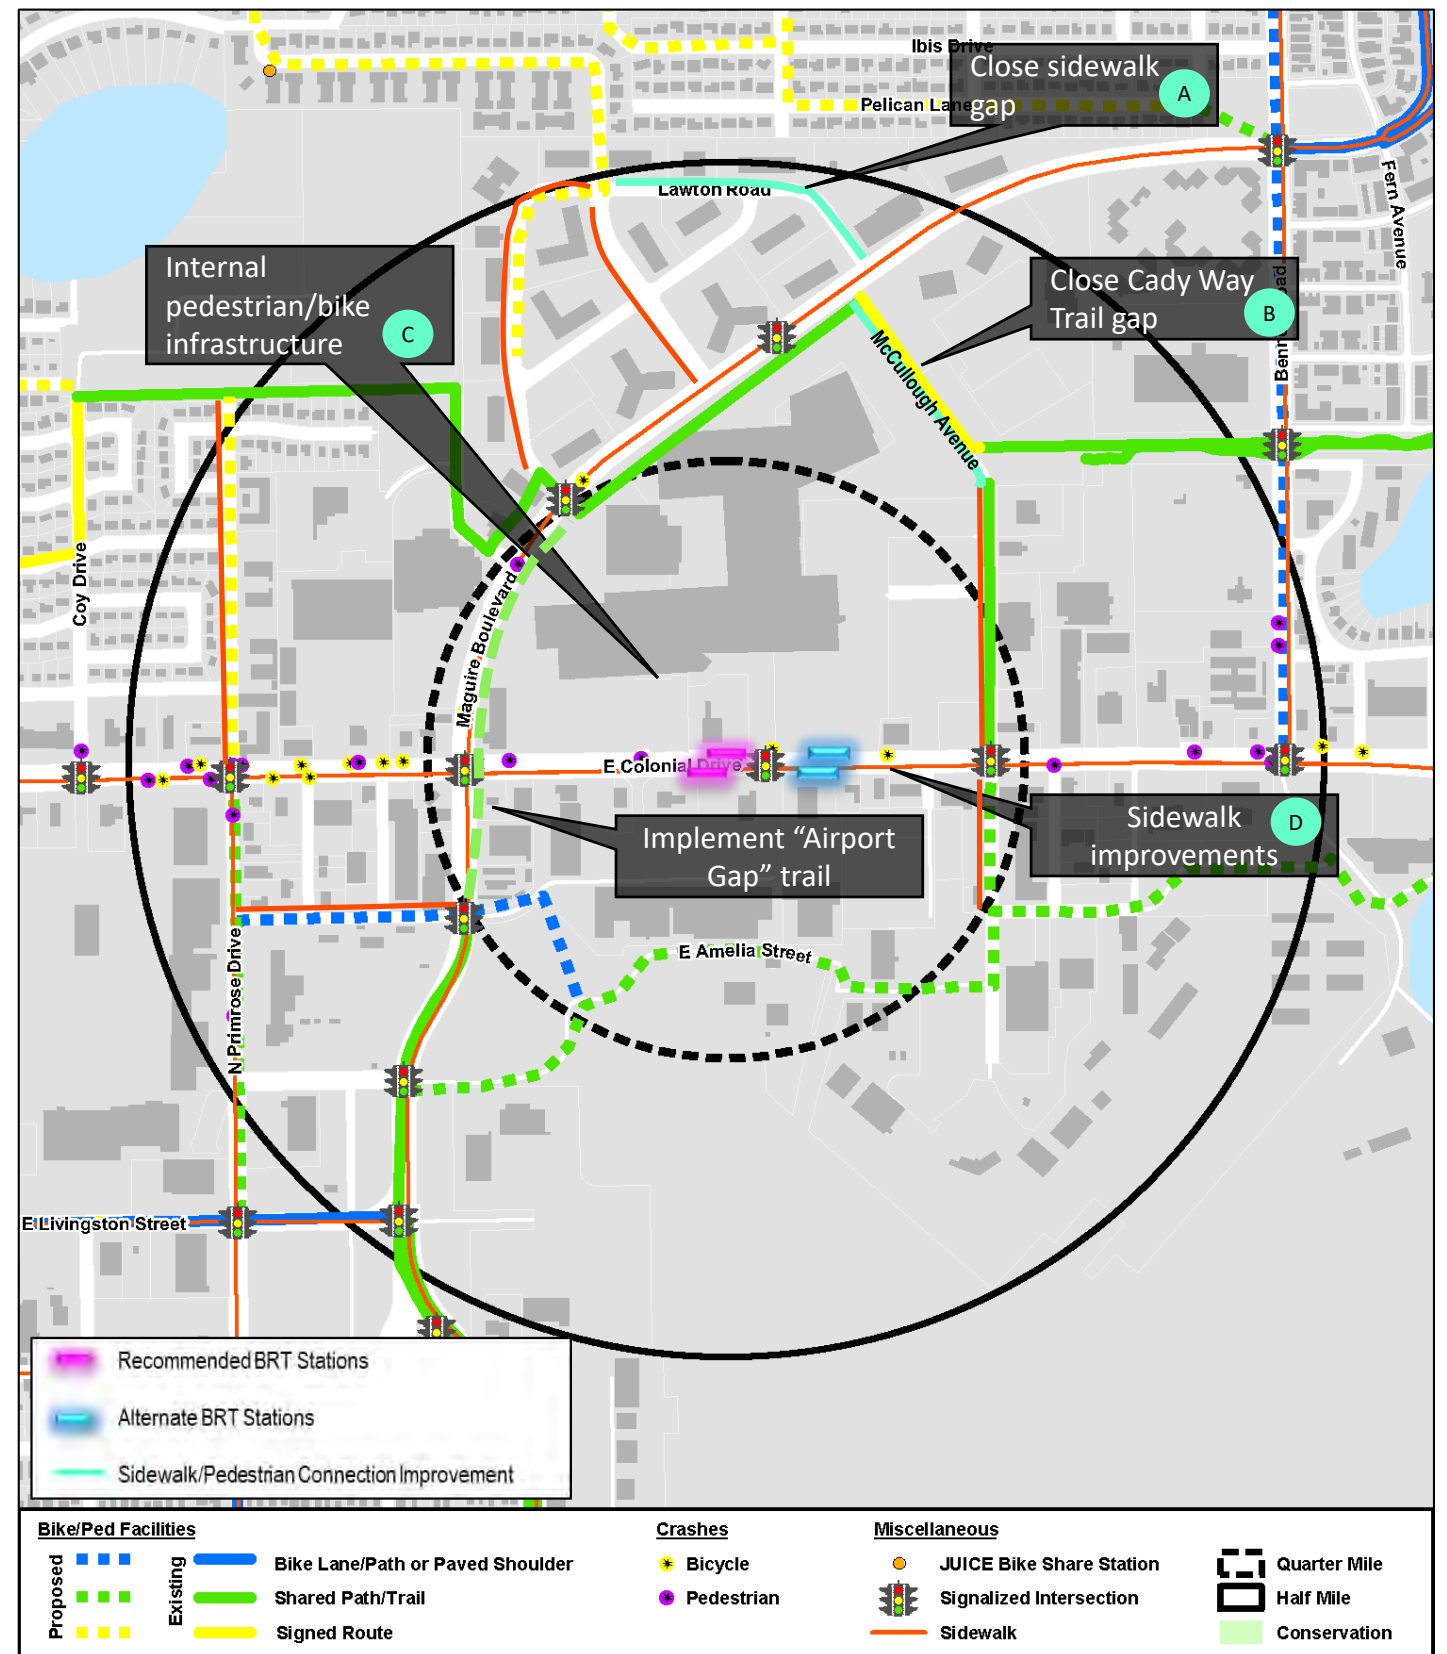 Ibis Drive
Close sidewalk
gap
A
Pelican Lane
Fern Avenue
Lawton Road
Internal
pedestrian/bike
infrastructure
C
Close Cady Way
Trail gap
B
McCullough Avenue
Coy Drive
Maguire Boulevard
E Colonial Drive
Implement “Airport
Gap” trail
Sidewalk
improvements
D
E Amelia Street
N Primrose Drive
E Livingston Street
Recommended BRT Stations
Alternate BRT Stations
Sidewalk/Pedestrian Connection Improvement
Bike/Ped Facilities
Proposed
Existing
Bike Lane/Path or Paved Shoulder
Shared Path/Trail
Signed Route
Crashes
Bicycle
Pedestrian
Miscellaneous
JUICE Bike Share Station
Signalized Intersection
Sidewalk
Quarter Mile
Half Mile
Conservation